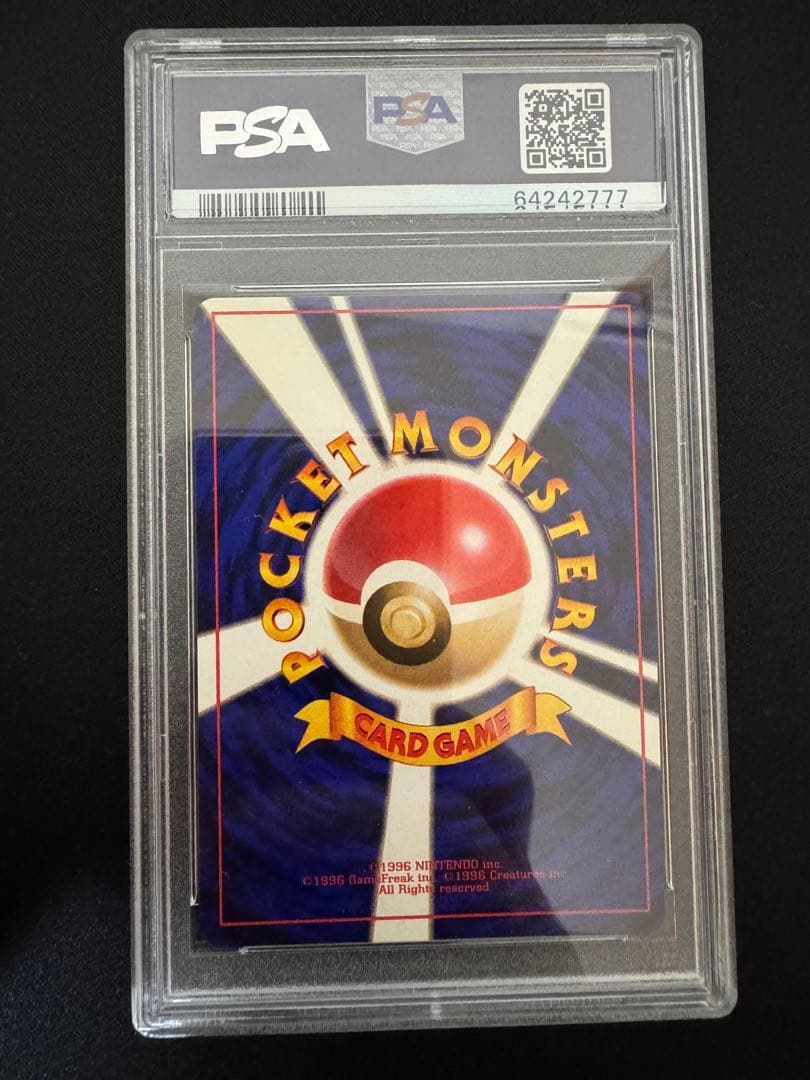 PSA
PSA
64242777
POCKET MONSTERS
CARD GAME
©1996 NINTENDO inc.
©1996 GameFreak inc. ©1996 Creatures inc.
All Rights reserved.